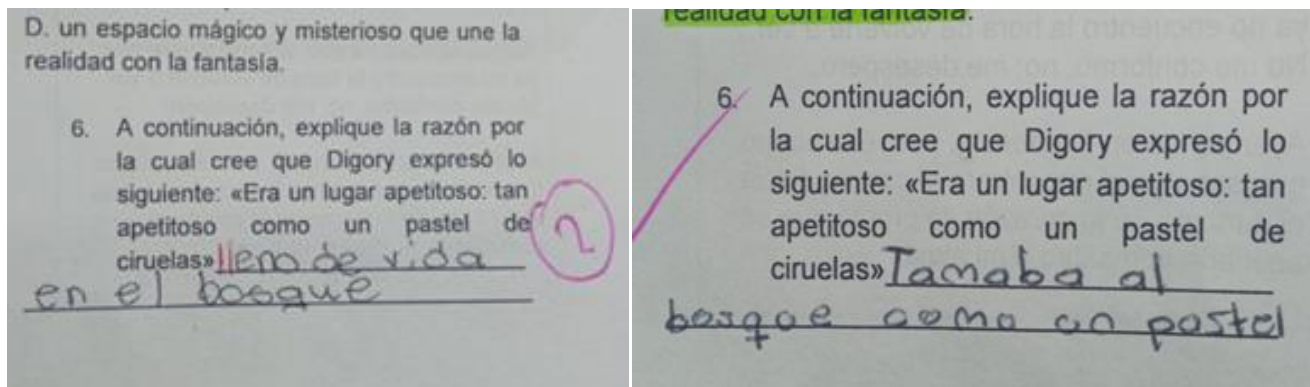 D. un espacio mágico y misterioso que une la
realidad con la fantasía.
6. A continuación, explique la razón por
la cual cree que Digory expresó lo
siguiente: «Era un lugar apetitoso: tan
apetitoso como un pastel de
ciruelas» lleno de vida
en el bosque
2
realidad con la fantasía.
6. A continuación, explique la razón por
la cual cree que Digory expresó lo
siguiente: «Era un lugar apetitoso: tan
apetitoso como un pastel de
ciruelas» Tamaba al
bosqoe como on pastel